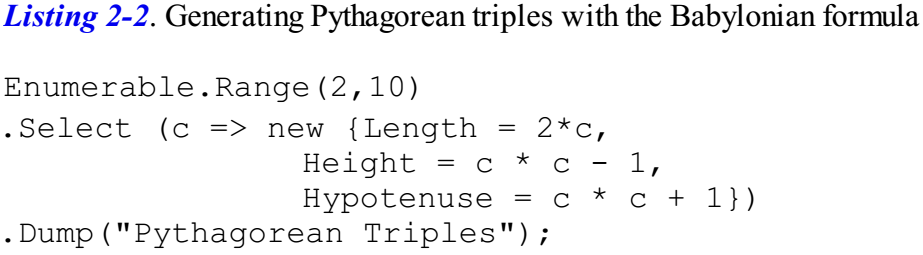 Listing 2-2. Generating Pythagorean triples with the Babylonian formula
Enumerable.Range(2,10)
.Select (c => new {Length = 2*c,
Height = c * c - 1,
Hypotenuse = c * c + 1})
.Dump("Pythagorean Triples");